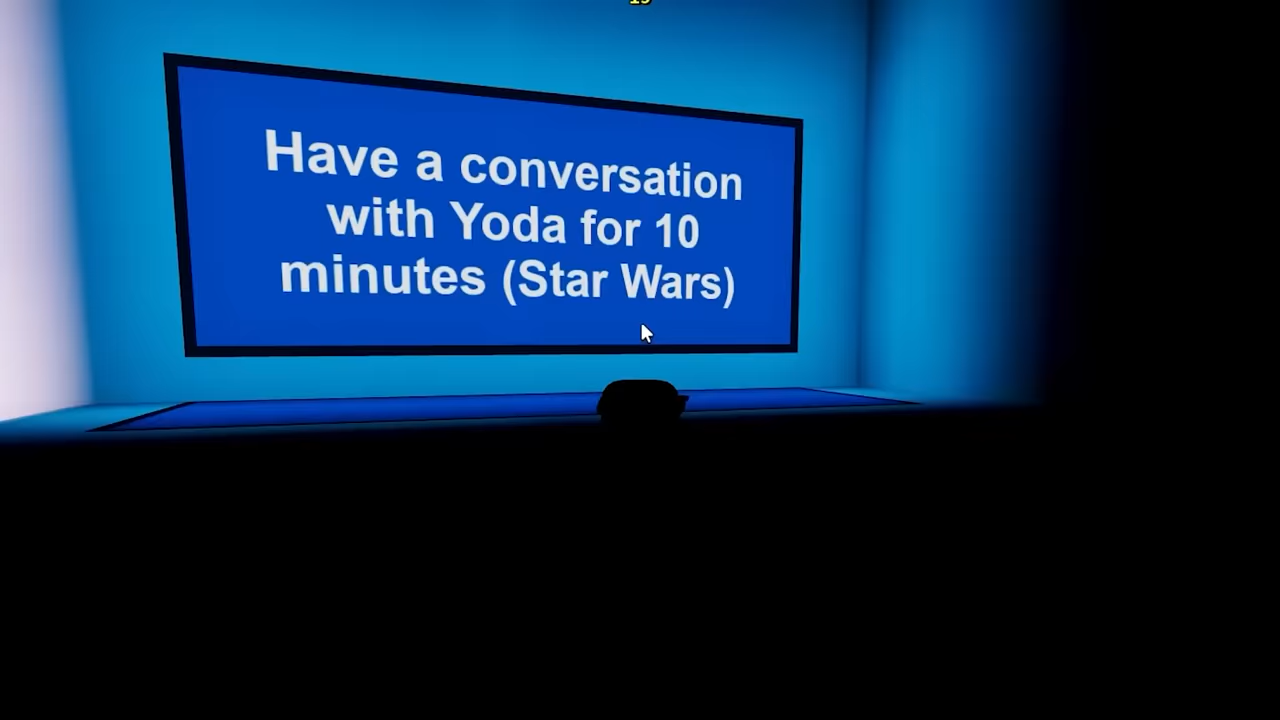 Have a conversation
with Yoda for 10
minutes (Star Wars)